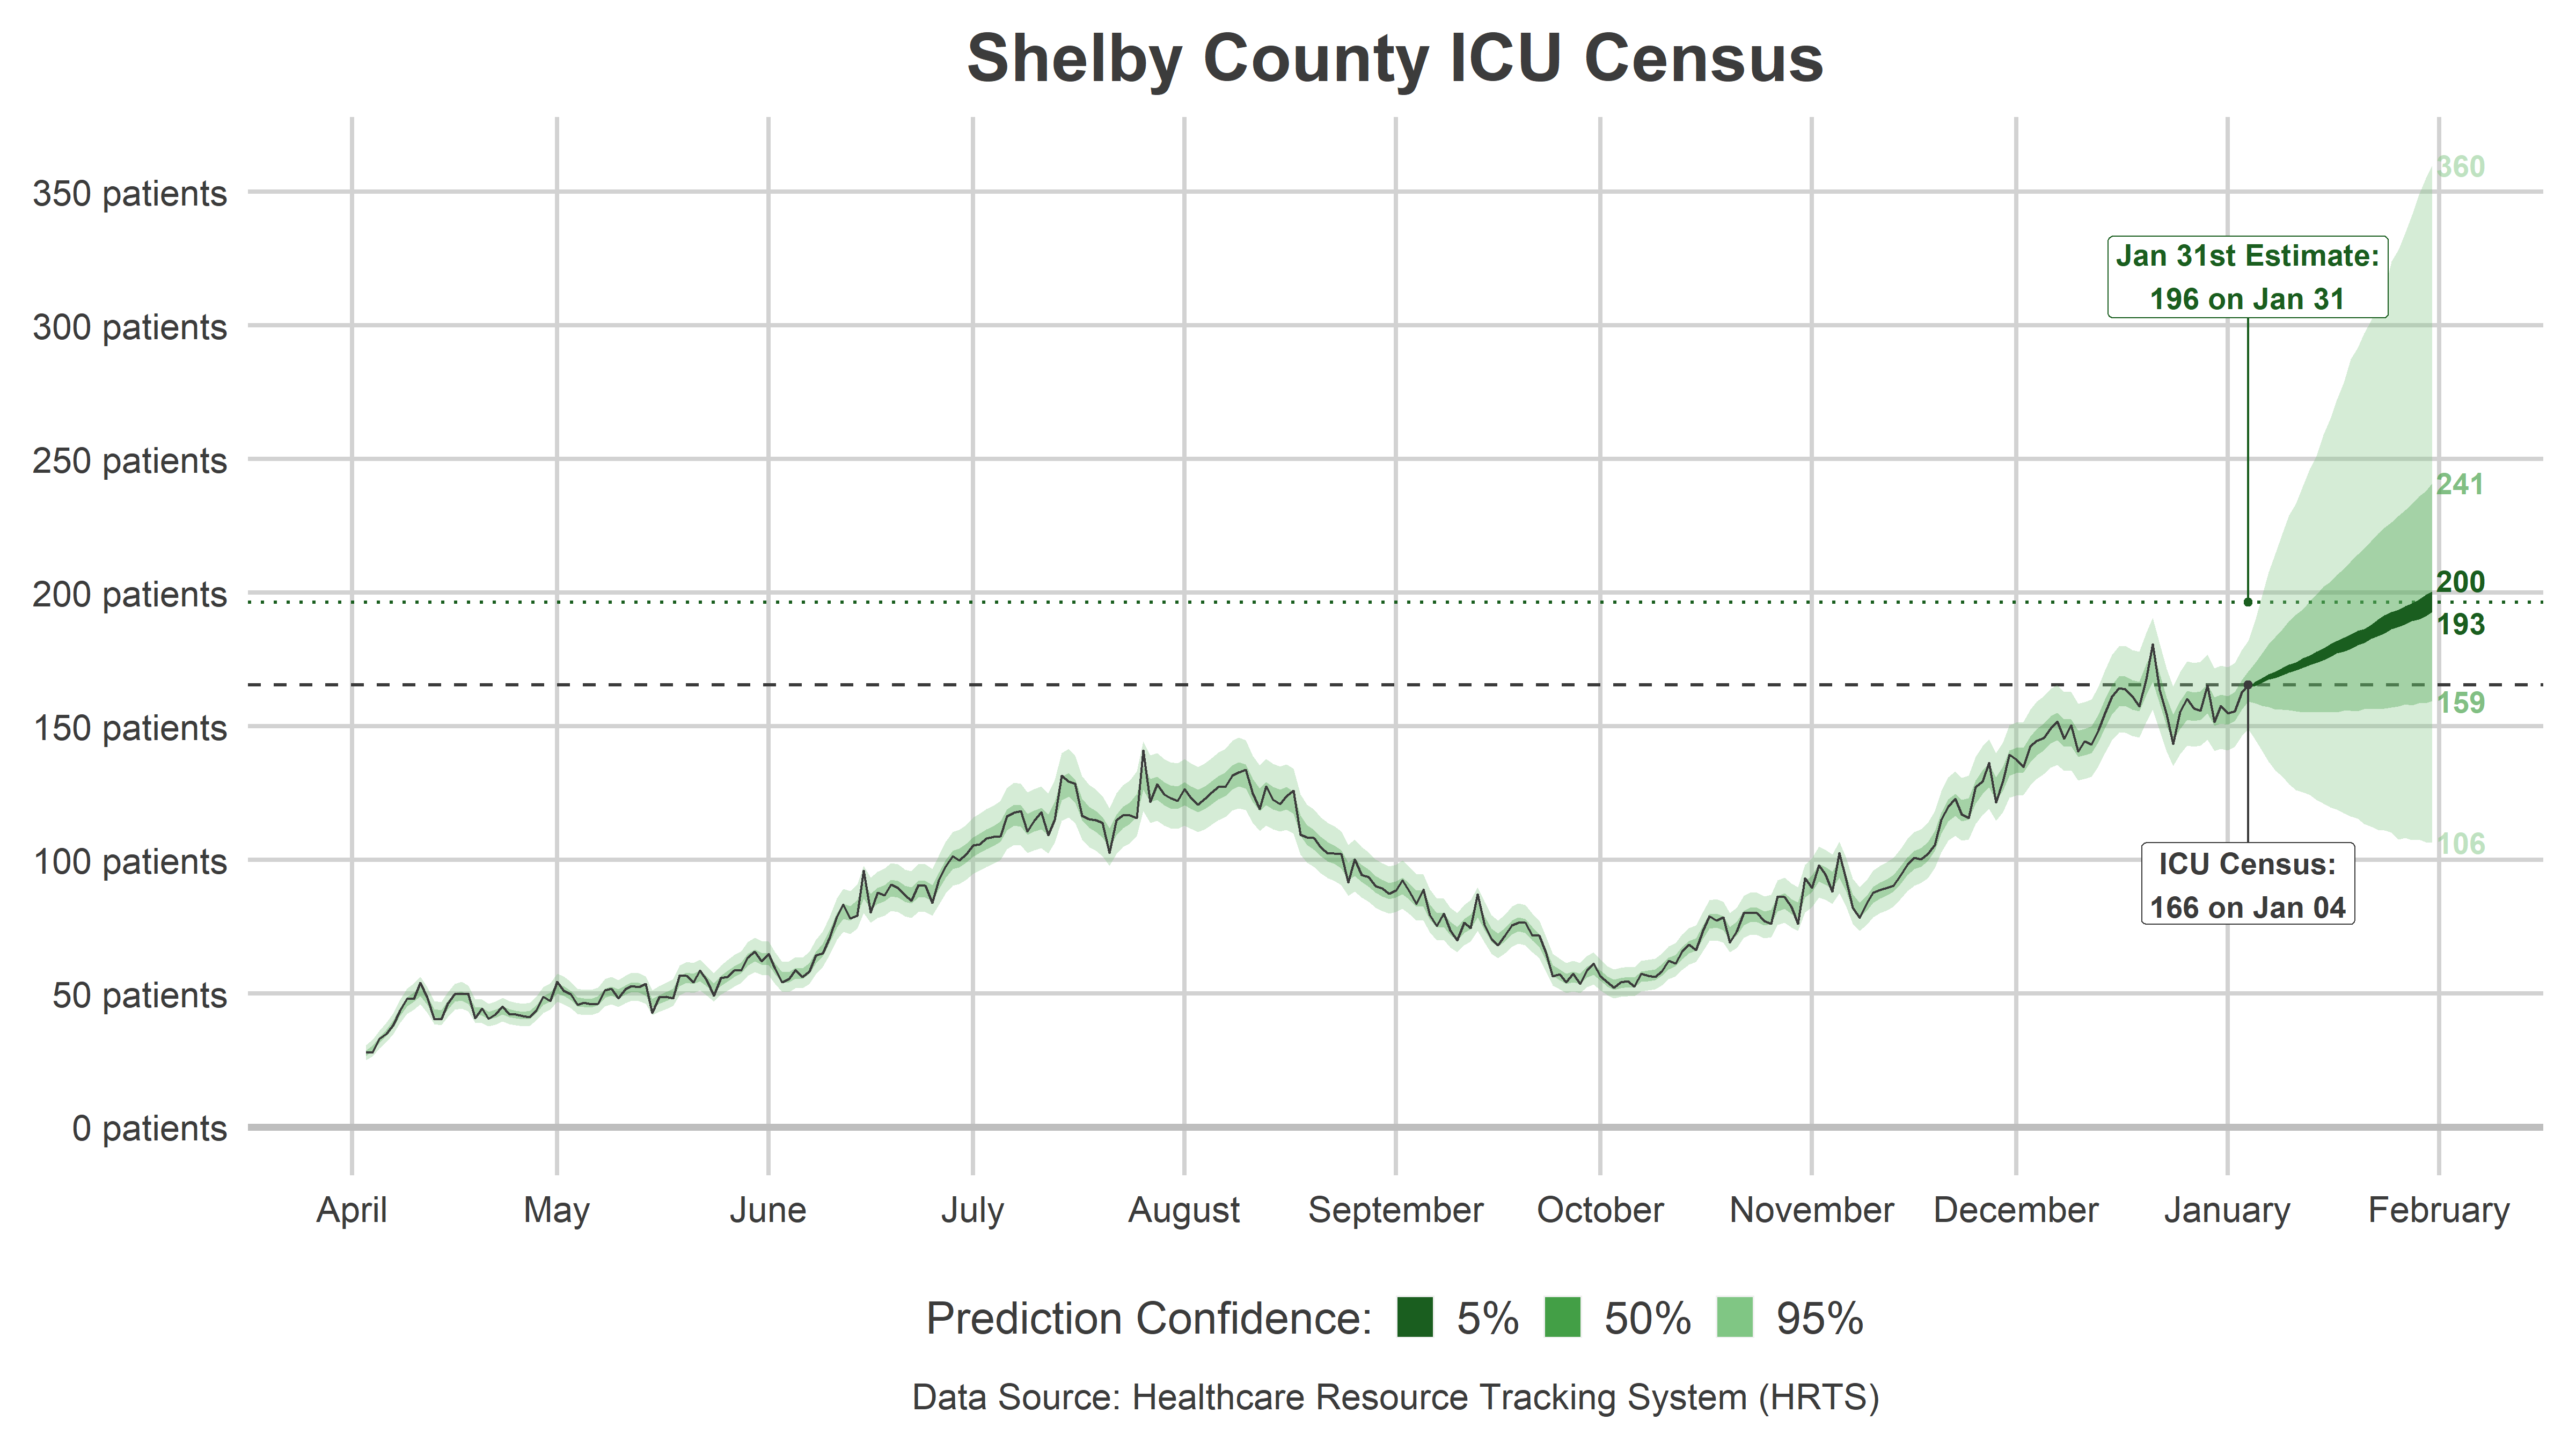 Shelby County ICU Census
350 patients
300 patients
250 patients
200 patients
150 patients
100 patients
50 patients
0 patients
360
Jan 31st Estimate:
196 on Jan 31
241
200
193
159
106
ICU Census:
166 on Jan 04
April May June July August September October November December January February
Prediction Confidence: 5% 50% 95%
Data Source: Healthcare Resource Tracking System (HRTS)